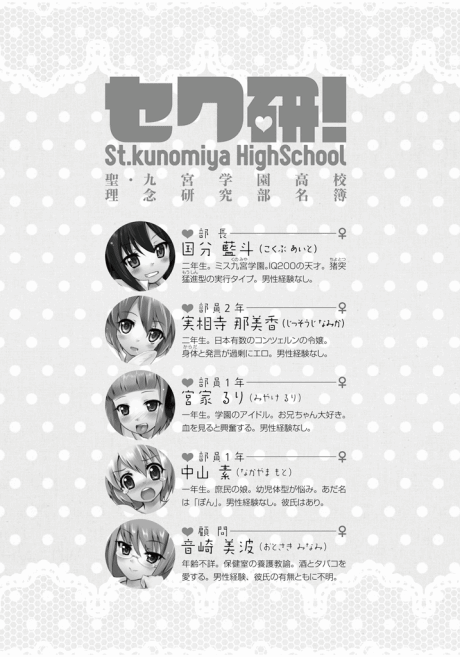 セク研!
St.kunomiya HighSchool
聖・九宮学園高校
理念研究部名簿
部長 ♀
国分 藍斗(こくぶ あいと)
二年生。ミス九宮学園。IQ200の天才。猪突
猛進型の実行タイプ。男性経験なし。
部員2年 ♀
実相寺 那美香(じっそうじ なみか)
二年生。日本有数のコンツェルンの令嬢。
身体と発言が過剰にエロ。男性経験なし。
部員1年 ♀
宮家 るり(みやけ るり)
一年生。学園のアイドル。お兄ちゃん大好き。
血を見ると興奮する。男性経験なし。
部員1年 ♀
中山 素(なかやま もと)
一年生。庶民の娘。幼児体型が悩み。あだ名
は「ぽん」。男性経験なし。彼氏はあり。
顧問 ♀
音崎 美波(おとさき みなみ)
年齢不詳。保健室の養護教諭。酒とタバコを
愛する。男性経験、彼氏の有無ともに不明。